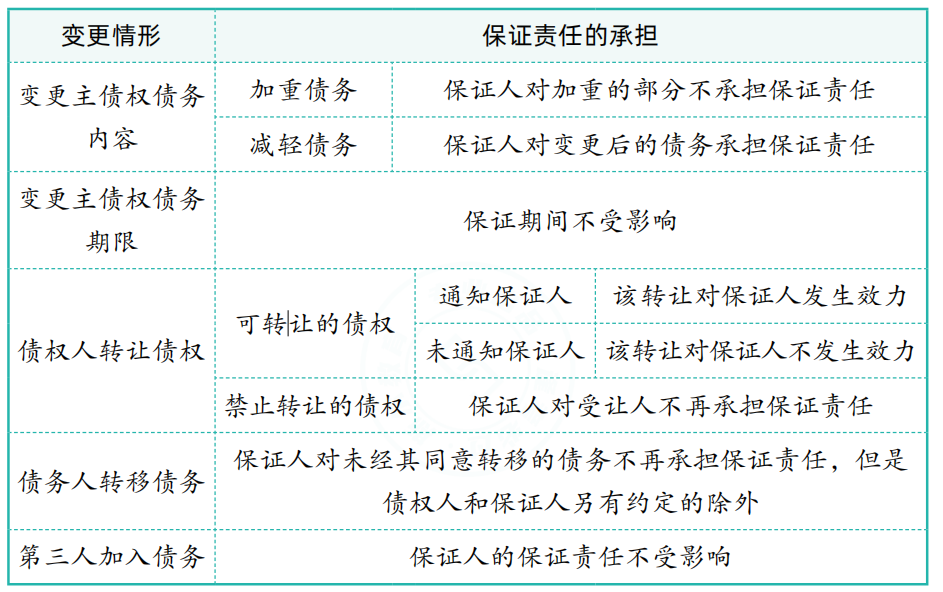 变更情形
保证责任的承担
变更主债权债务
内容
加重债务
保证人对加重的部分不承担保证责任
减轻债务
保证人对变更后的债务承担保证责任
变更主债权债务
期限
保证期间不受影响
债权人转让债权
可转让的债权
通知保证人
该转让对保证人发生效力
未通知保证人
该转让对保证人不发生效力
禁止转让的债权
保证人对受让人不再承担保证责任
债务人转移债务
保证人对未经其同意转移的债务不再承担保证责任，但是
债权人和保证人另有约定的除外
第三人加入债务
保证人的保证责任不受影响